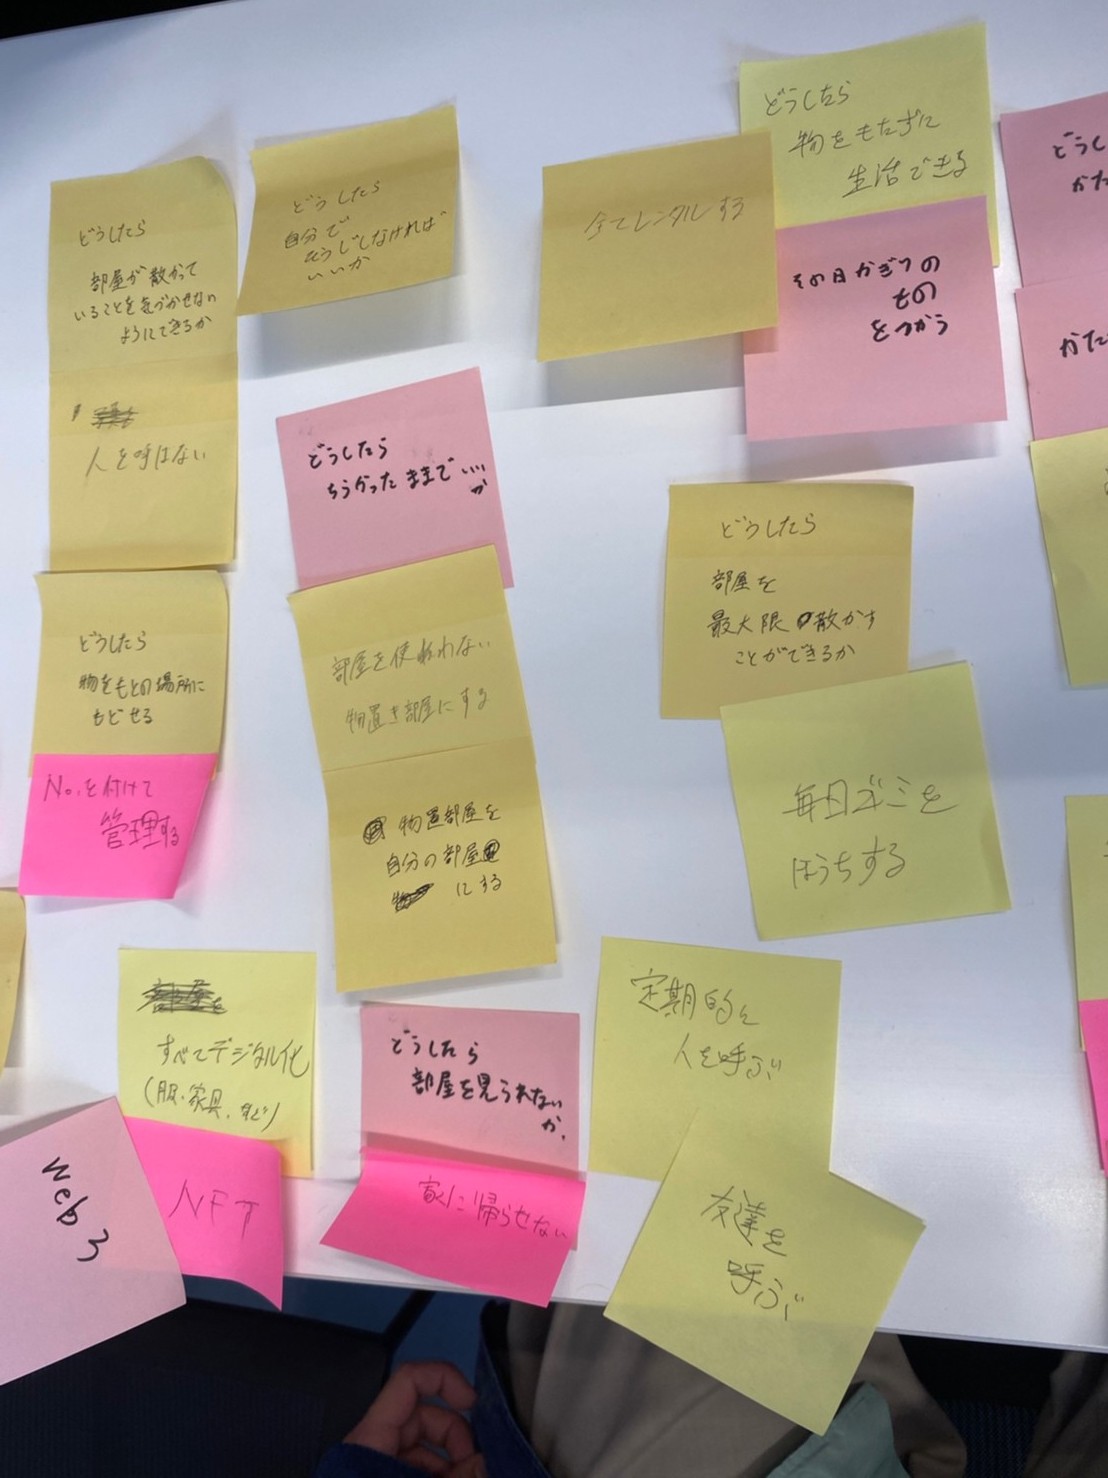 どうしたら
部屋が散かって
いることを気づかせない
ようにできるか
人を呼ばない
どうしたら
自分で
そうじしなければ
いいか
全てレンタルする
どうしたら
物をもたずに
生活できる
その日かぎりの
もの
をつかう
どうし
かた
かた
どうしたら
ちらかったままでいい
か
部屋を使われない
物置き部屋にする
物置部屋を
自分の部屋
にする
どうしたら
部屋を
最大限散かす
ことができるか
毎日ゴミを
ほうちする
どうしたら
物をもとの場所に
もどせる
No.を付けて
管理する
すべてデジタル化
(服、家具、など)
NFT
Web3
どうしたら
部屋を見られない
か.
家に帰らせない
定期的に
人を呼ぶ
友達を
呼ぶ